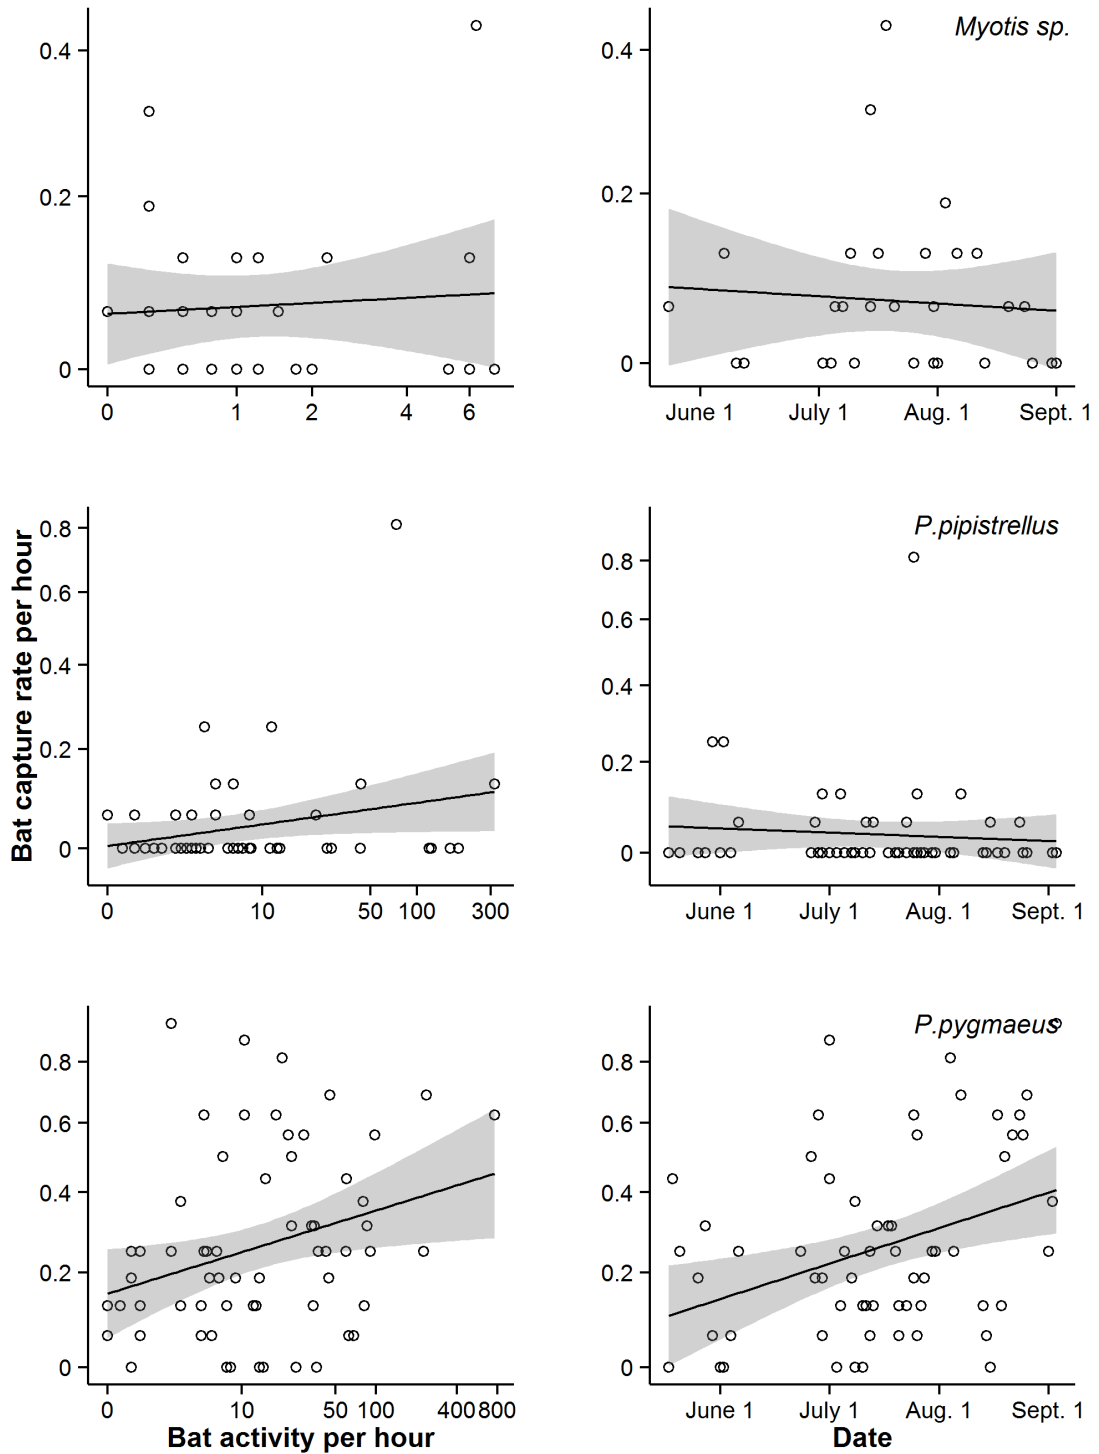 Myotis sp.
0.4
0.2
0
0 1 2 4 6
0.4
0.2
0
June 1 July 1 Aug. 1 Sept. 1
Bat capture rate per hour
P.pipistrellus
0.8
0.6
0.4
0.2
0
0 10 50 100 300
0.8
0.6
0.4
0.2
0
June 1 July 1 Aug. 1 Sept. 1
P.pygmaeus
0.8
0.6
0.4
0.2
0
0 10 50 100 400 800
Bat activity per hour
0.8
0.6
0.4
0.2
0
June 1 July 1 Aug. 1 Sept. 1
Date